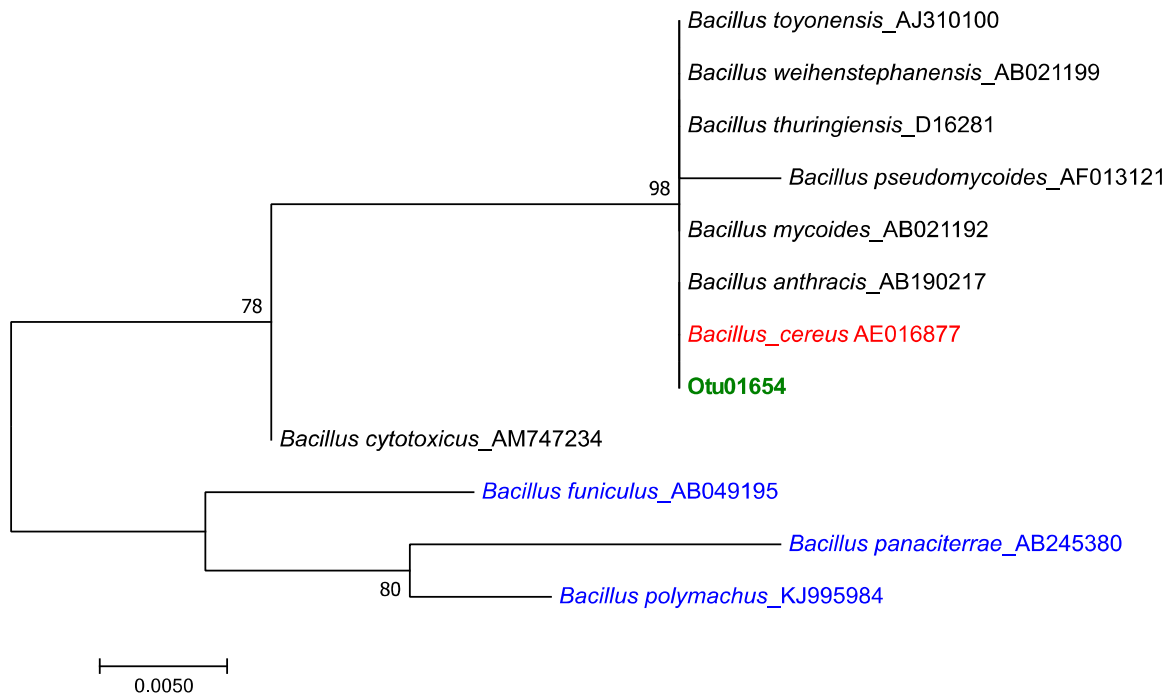 Bacillus toyonensis_AJ310100
Bacillus weihenstephanensis_AB021199
Bacillus thuringiensis_D16281
Bacillus pseudomycoides_AF013121
98
Bacillus mycoides_AB021192
Bacillus anthracis_AB190217
78
Bacillus_cereus AE016877
Otu01654
Bacillus cytotoxicus_AM747234
Bacillus funiculus_AB049195
Bacillus panaciterrae_AB245380
80
Bacillus polymachus_KJ995984
0.0050